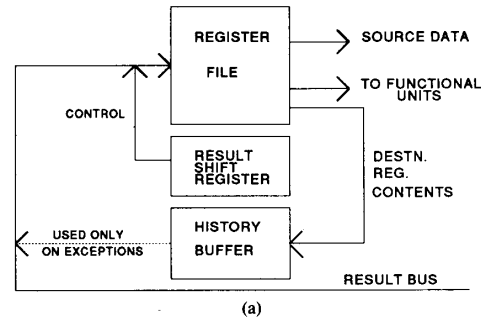 REGISTER
FILE
SOURCE DATA
TO FUNCTIONAL
UNITS
CONTROL
RESULT
SHIFT
REGISTER
DESTN.
REG.
CONTENTS
USED ONLY
ON EXCEPTIONS
HISTORY
BUFFER
RESULT BUS
(a)